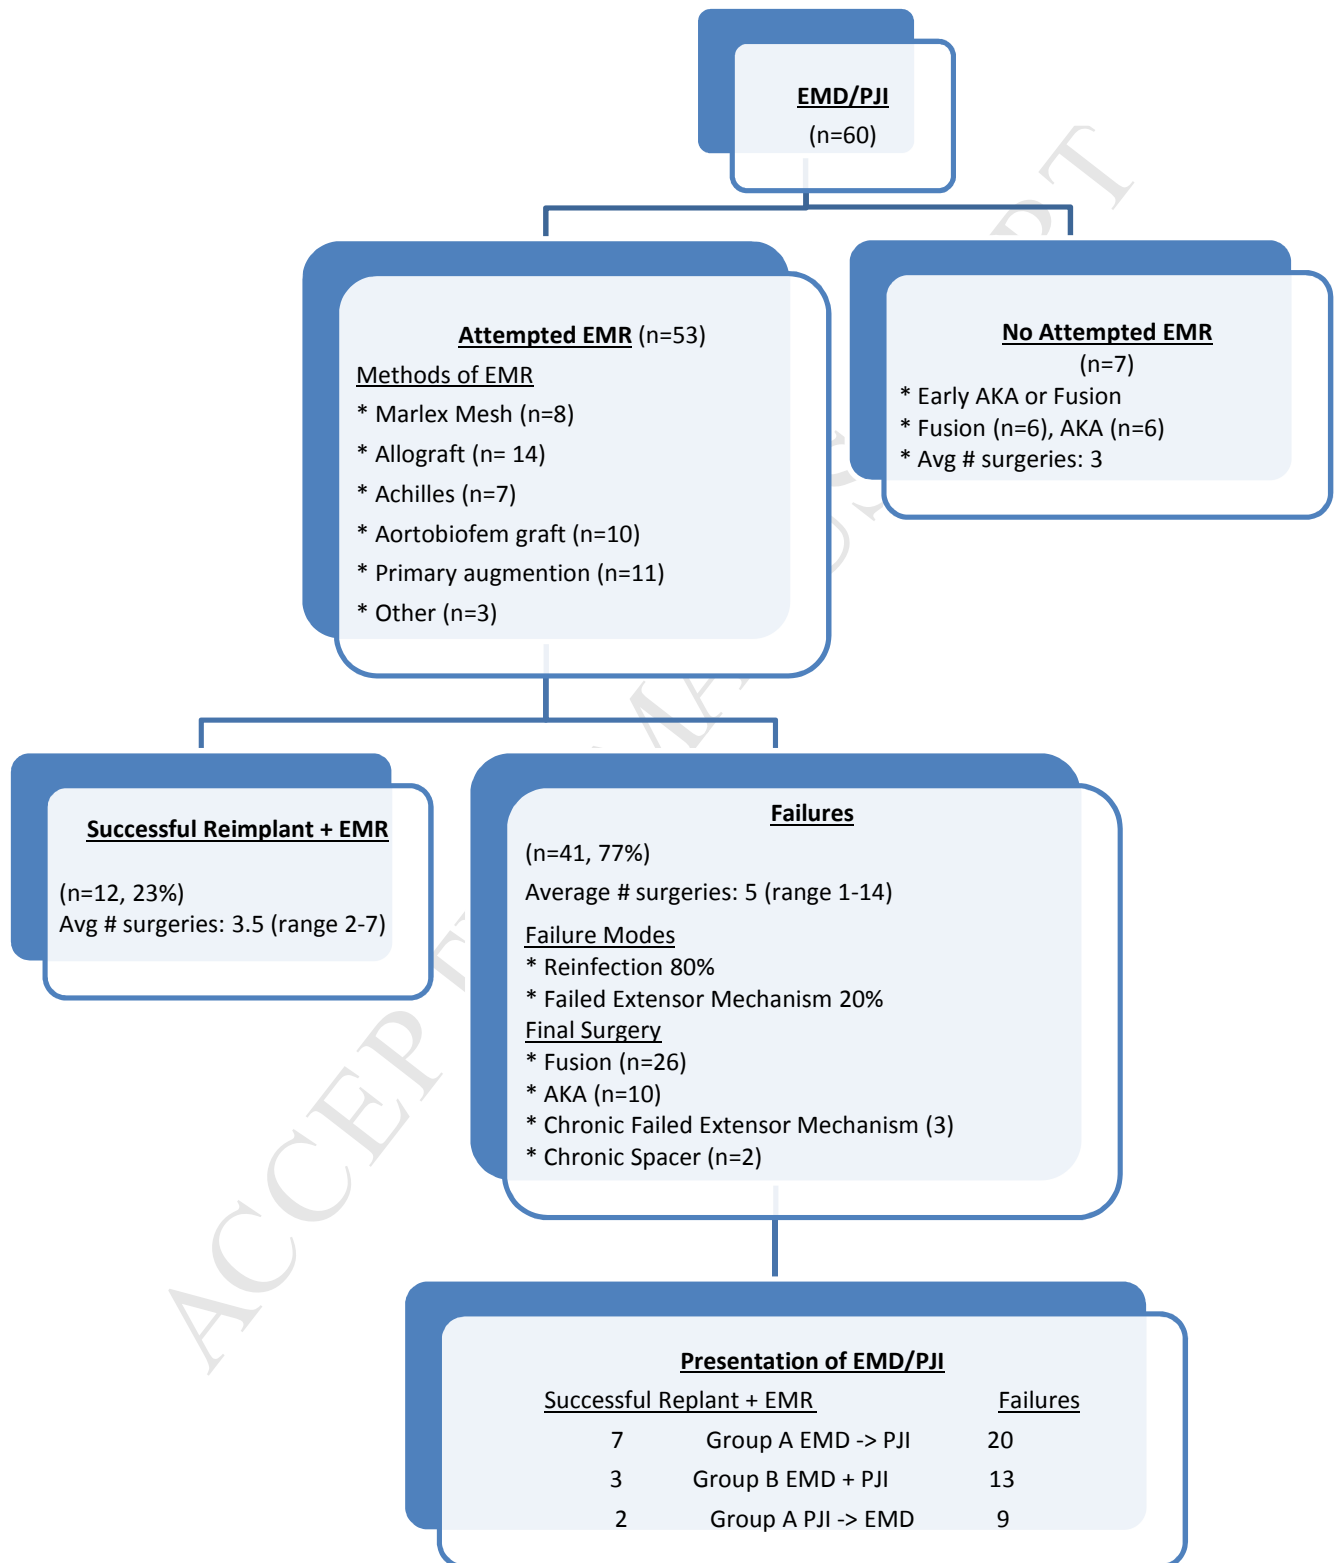 EMD/PJI
(n=60)
Attempted EMR (n=53)
Methods of EMR
* Marlex Mesh (n=8)
* Allograft (n= 14)
* Achilles (n=7)
* Aortobiofem graft (n=10)
* Primary augmention (n=11)
* Other (n=3)
No Attempted EMR
(n=7)
* Early AKA or Fusion
* Fusion (n=6), AKA (n=6)
* Avg # surgeries: 3
Successful Reimplant + EMR
(n=12, 23%)
Avg # surgeries: 3.5 (range 2-7)
Failures
(n=41, 77%)
Average # surgeries: 5 (range 1-14)
Failure Modes
* Reinfection 80%
* Failed Extensor Mechanism 20%
Final Surgery
* Fusion (n=26)
* AKA (n=10)
* Chronic Failed Extensor Mechanism (3)
* Chronic Spacer (n=2)
Presentation of EMD/PJI
Successful Replant + EMR Failures
7 Group A EMD -> PJI 20
3 Group B EMD + PJI 13
2 Group A PJI -> EMD 9